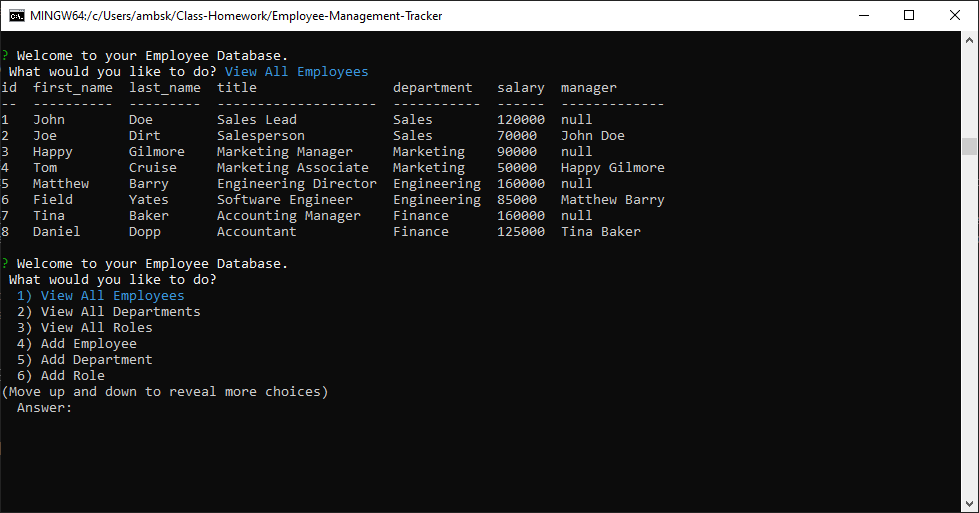 MINGW64:/c/Users/ambsk/Class-Homework/Employee-Management-Tracker
? Welcome to your Employee Database.
 What would you like to do? View All Employees
id  first_name  last_name  title                 department   salary  manager
--  ----------  ---------  --------------------  -----------  ------  -------------
1   John        Doe        Sales Lead            Sales        120000  null
2   Joe         Dirt       Salesperson           Sales        70000   John Doe
3   Happy       Gilmore    Marketing Manager     Marketing    90000   null
4   Tom         Cruise     Marketing Associate   Marketing    50000   Happy Gilmore
5   Matthew     Barry      Engineering Director  Engineering  160000  null
6   Field       Yates      Software Engineer     Engineering  85000   Matthew Barry
7   Tina        Baker      Accounting Manager    Finance      160000  null
8   Daniel      Dopp       Accountant            Finance      125000  Tina Baker
? Welcome to your Employee Database.
 What would you like to do?
  1) View All Employees
  2) View All Departments
  3) View All Roles
  4) Add Employee
  5) Add Department
  6) Add Role
(Move up and down to reveal more choices)
  Answer: